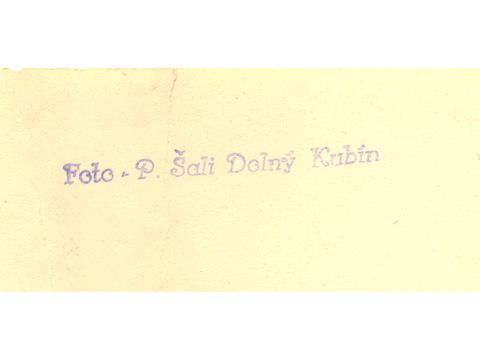 Foto - P. Šali Dolný Kubín